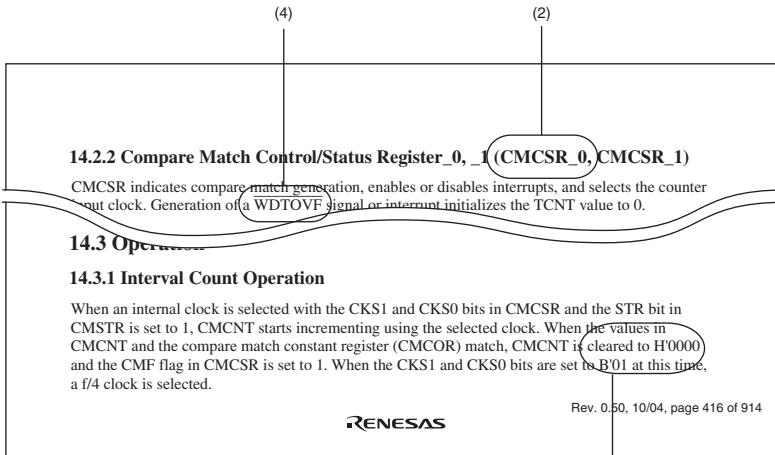 (4) (2)
14.2.2 Compare Match Control/Status Register_0, _1 (CMCSR_0, CMCSR_1)
CMCSR indicates compare match generation, enables or disables interrupts, and selects the counter
input clock. Generation of a WDTOVF signal or interrupt initializes the TCNT value to 0.
14.3 Operation
14.3.1 Interval Count Operation
When an internal clock is selected with the CKS1 and CKS0 bits in CMCSR and the STR bit in
CMSTR is set to 1, CMCNT starts incrementing using the selected clock. When the values in
CMCNT and the compare match constant register (CMCOR) match, CMCNT is cleared to H'0000
and the CMF flag in CMCSR is set to 1. When the CKS1 and CKS0 bits are set to B'01 at this time,
a f/4 clock is selected.
Rev. 0.50, 10/04, page 416 of 914
RENESAS